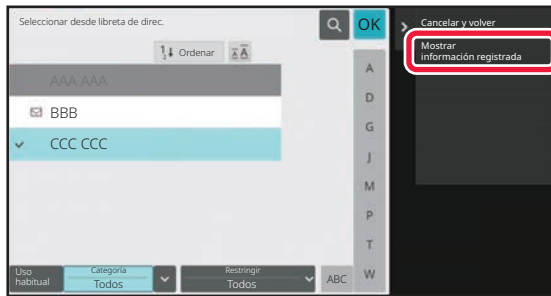 Seleccionar desde libreta de direc.
OK
Cancelar y volver
Mostrar
información registrada
Ordenar
AAA AAA
BBB
CCC CCC
A
D
G
J
M
P
T
W
Uso
habitual
Categoría
Todos
Restringir
Todos
ABC